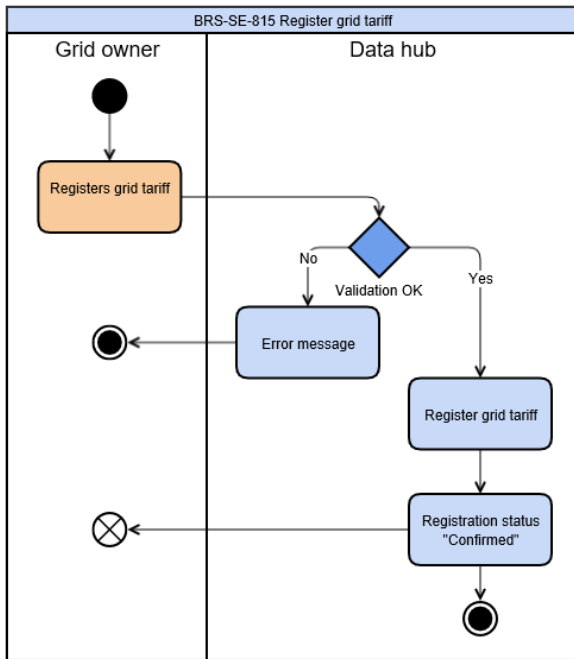 BRS-SE-815 Register grid tariff
Grid owner
Data hub
Registers grid tariff
No
Validation OK
Yes
Error message
Register grid tariff
Registration status
"Confirmed"